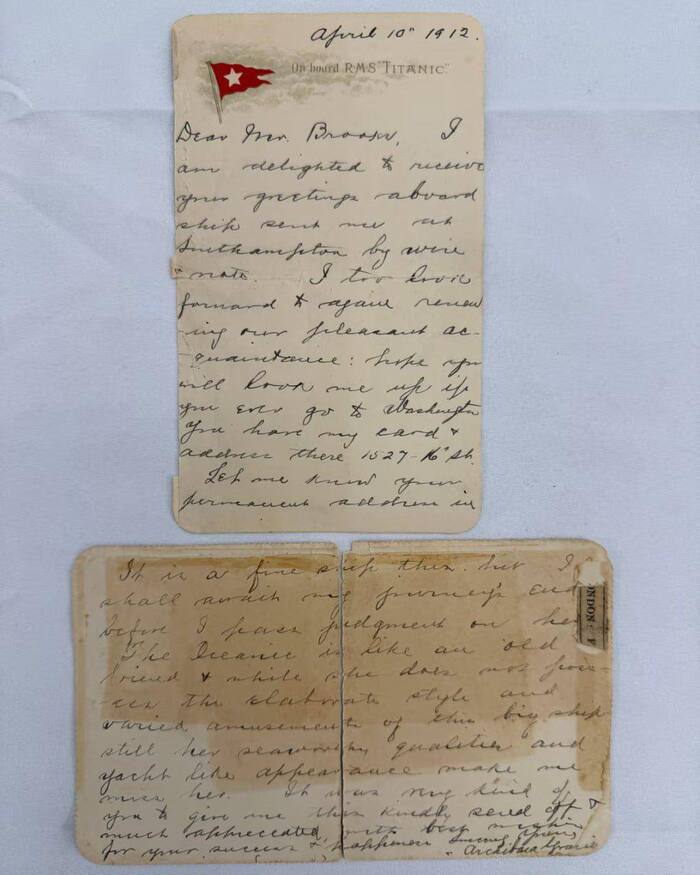 April 10" 1912.
On board R.M.S. "TITANIC."
Dear Mr. Brooks, I
am delighted to receive
your greetings aboard
ship sent me at
Southampton by wire
& note. I too look
forward to again renew
-ing our pleasant ac-
quaintance: hope you
will look me up if
you ever go to Washington
You have my card &
address there 1527-16" St.
Let me know your
permanent address in
It is a fine ship this. but I
shall await my journey's end
before I pass judgment on her
The Oceanic is like an old
friend & while she does not poss-
ess the elaborate style and
varied amusements of this big ship
still her seaworthy qualities and
yacht like appearance make me
miss her. It was very kind of
you to give me this kindly send off &
much appreciated, with best wishes
for your success & happiness
Archibald Gracie
ONDON